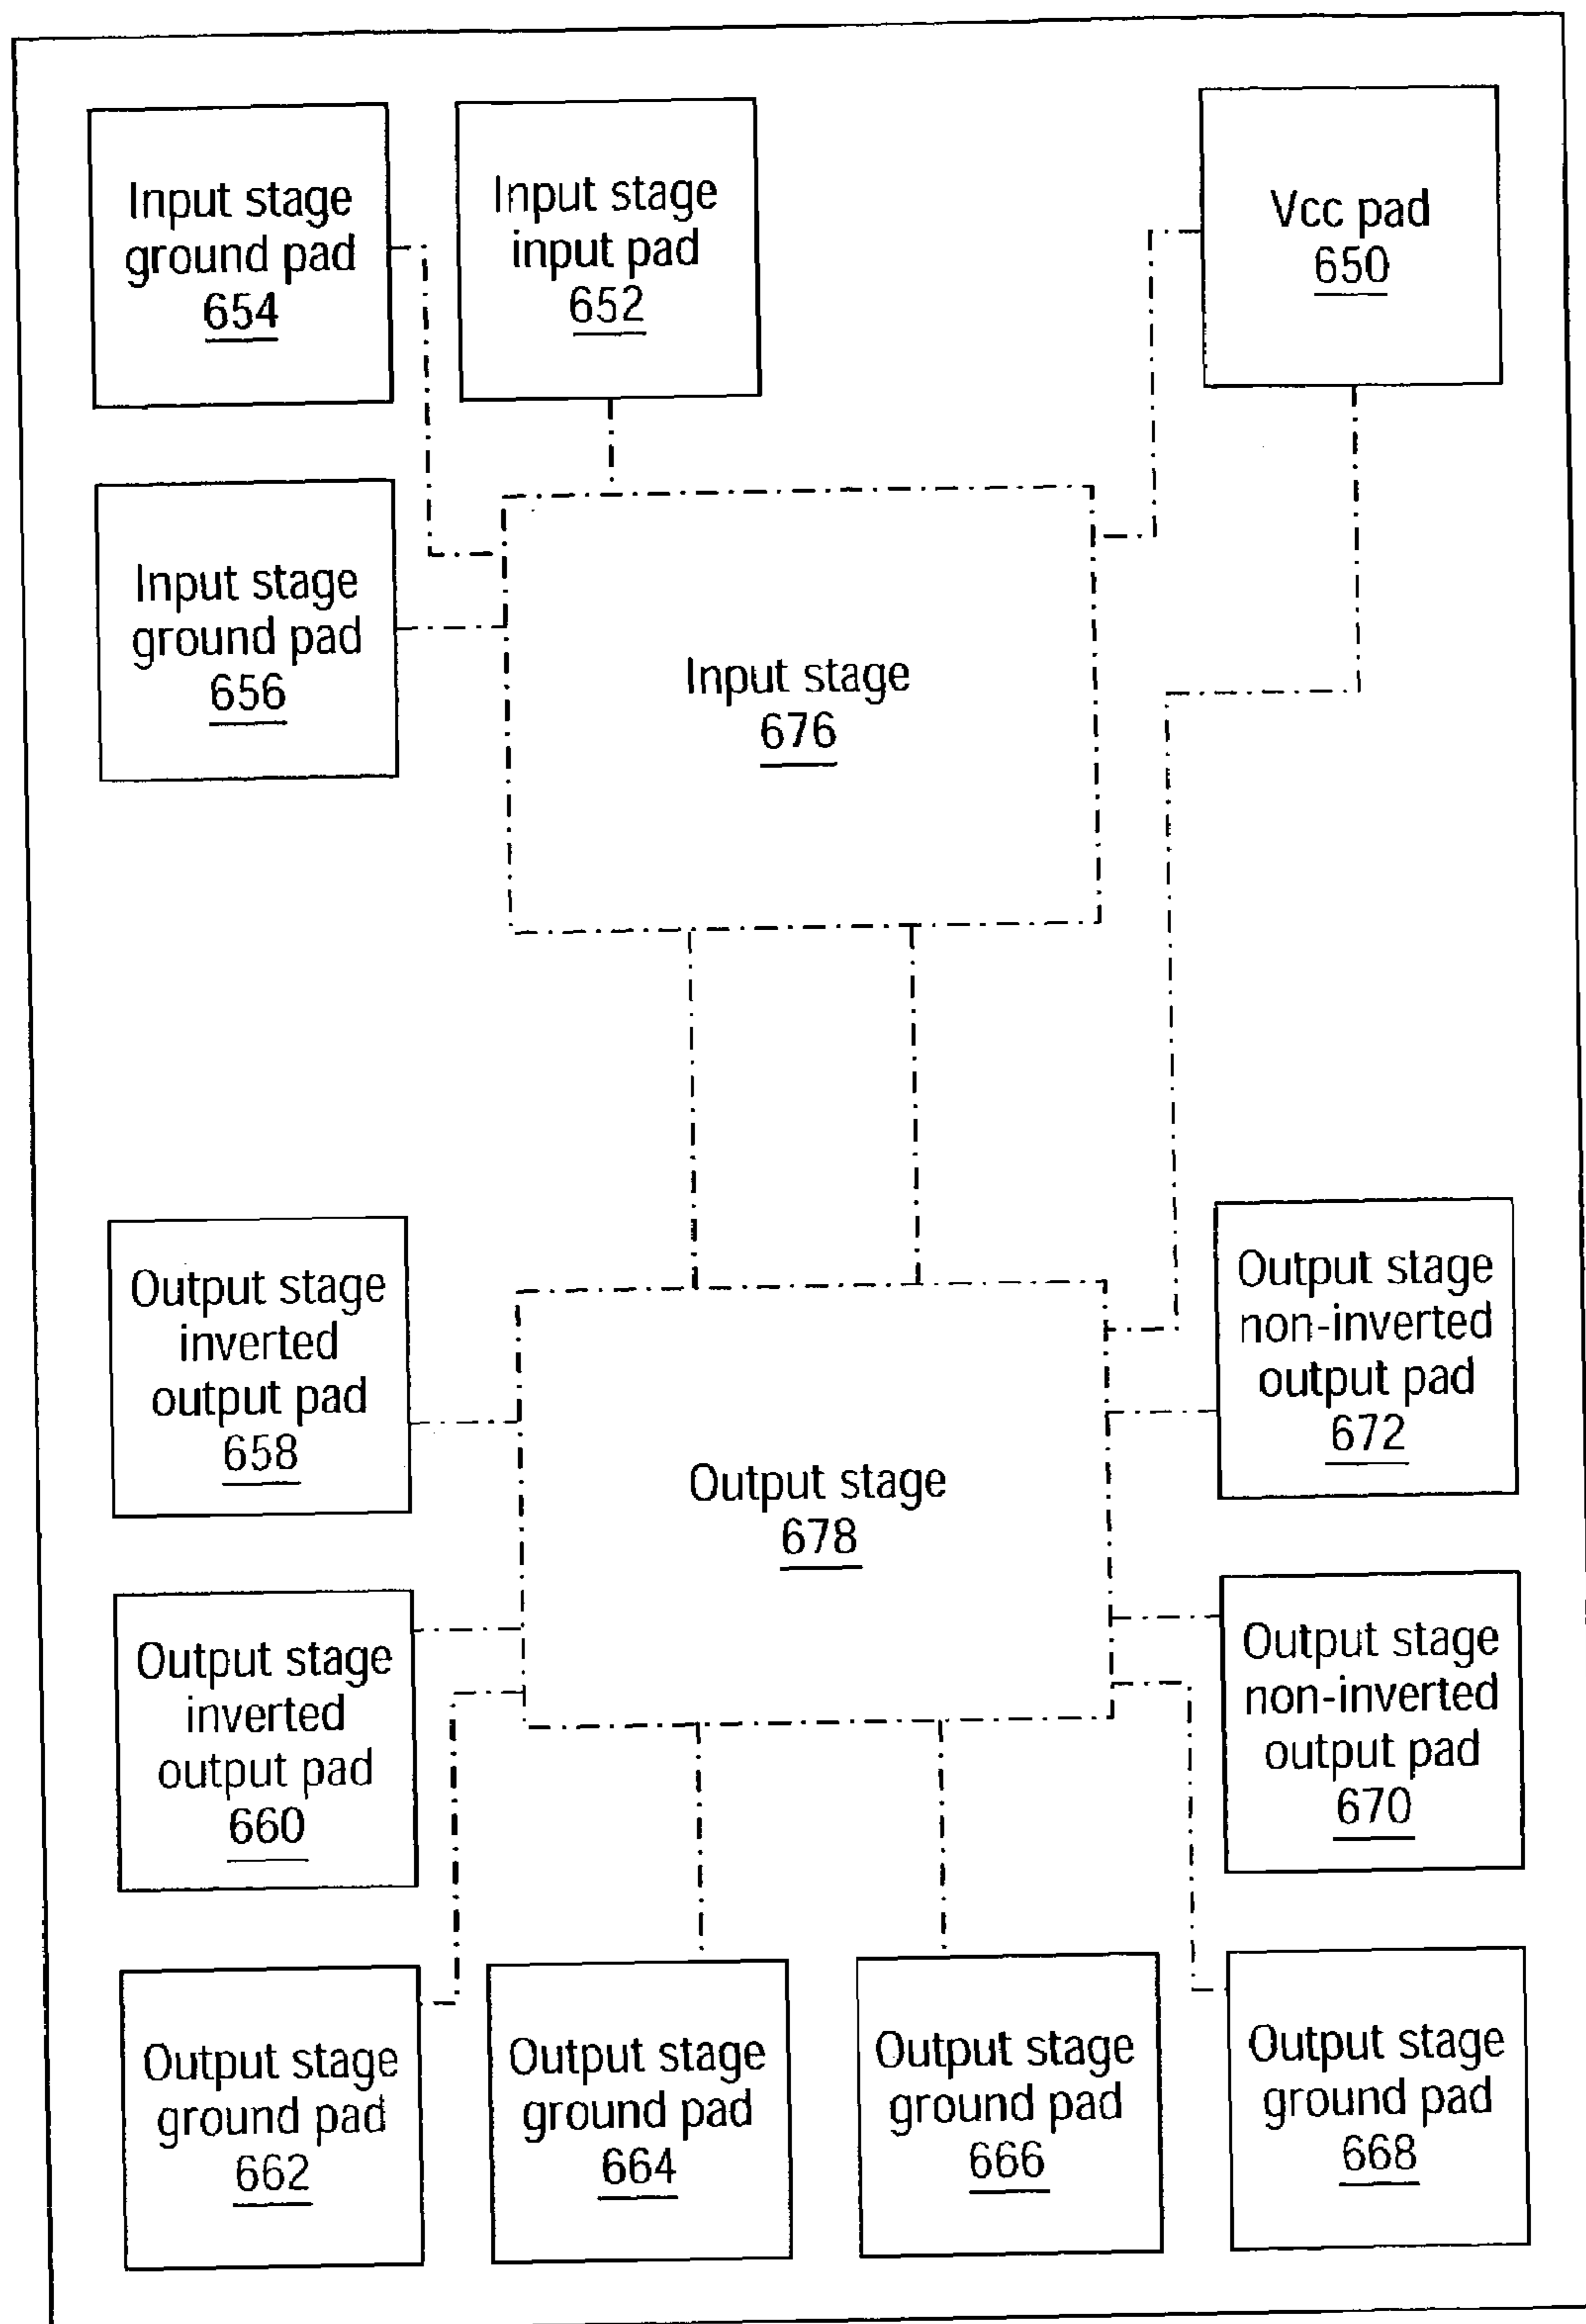 Input stage
ground pad
654
Input stage
input pad
652
Vcc pad
650
Input stage
ground pad
656
Input stage
676
Output stage
inverted
output pad
658
Output stage
non-inverted
output pad
672
Output stage
678
Output stage
inverted
output pad
660
Output stage
non-inverted
output pad
670
Output stage
ground pad
662
Output stage
ground pad
664
Output stage
ground pad
666
Output stage
ground pad
668